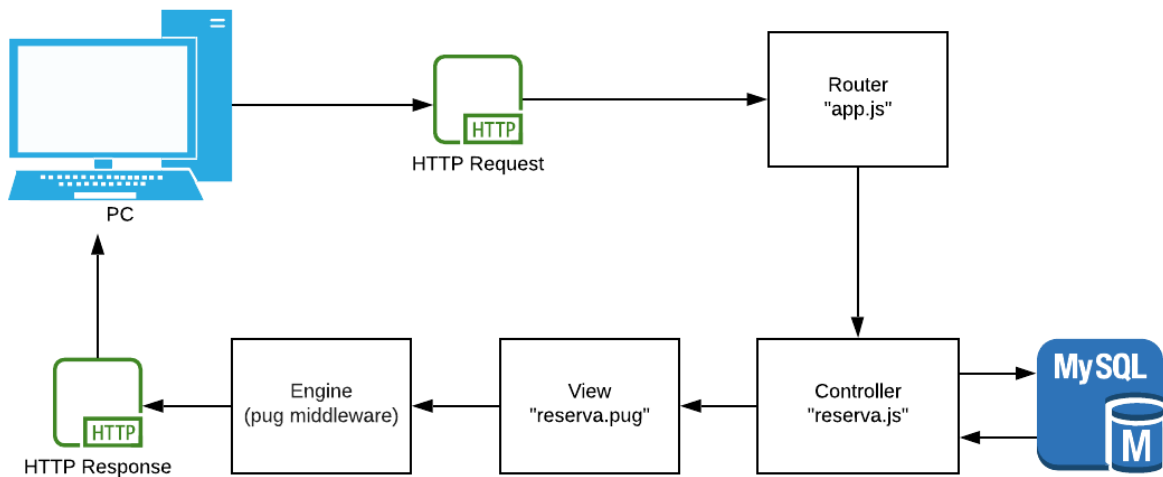 PC
HTTP
HTTP Request
Router
"app.js"
Controller
"reserva.js"
MySQL
M
View
"reserva.pug"
Engine
(pug middleware)
HTTP
HTTP Response